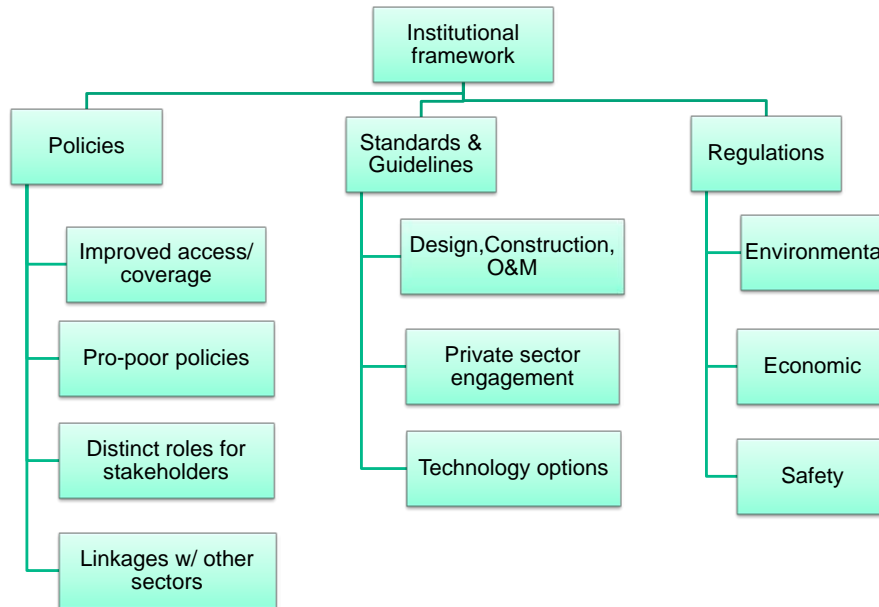 Institutional
framework
Policies
Standards &
Guidelines
Regulations
Improved access/
coverage
Pro-poor policies
Distinct roles for
stakeholders
Linkages w/ other
sectors
Design,Construction,
O&M
Private sector
engagement
Technology options
Environmental
Economic
Safety